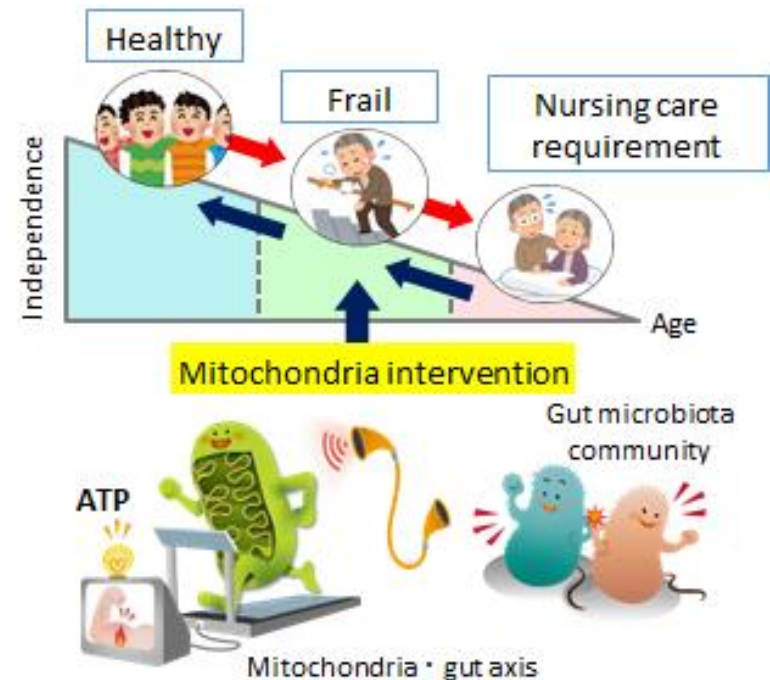 Healthy
Frail
Nursing care
requirement
Independence
Age
Mitochondria intervention
Gut microbiota
community
ATP
Mitochondria・gut axis